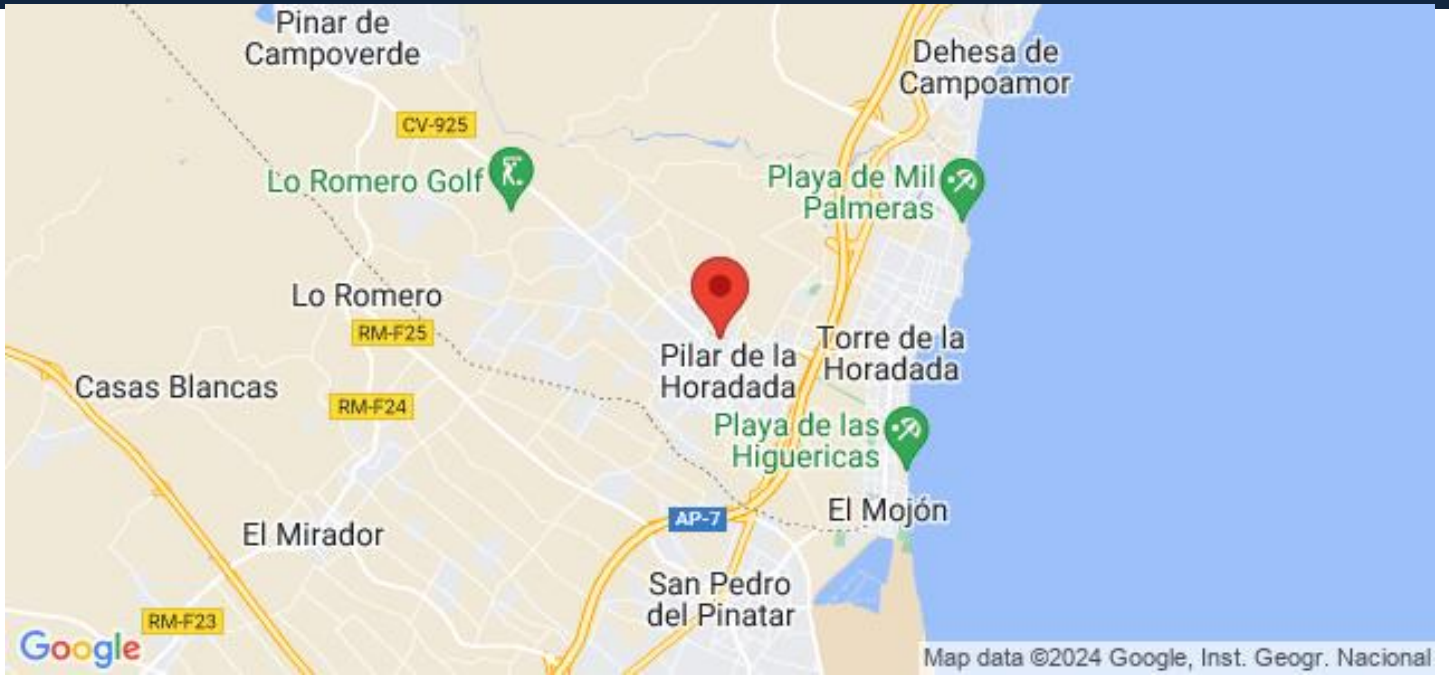 Pinar de
Campoverde
Dehesa de
Campoamor
CV-925
Lo Romero Golf
Playa de Mil
Palmeras
Lo Romero
RM-F25
Pilar de la
Horadada
Torre de la
Horadada
Casas Blancas
RM-F24
Playa de las
Higuericas
AP-7
El Mojón
El Mirador
San Pedro
del Pinatar
RM-F23
Google
Map data ©2024 Google, Inst. Geogr. Nacional